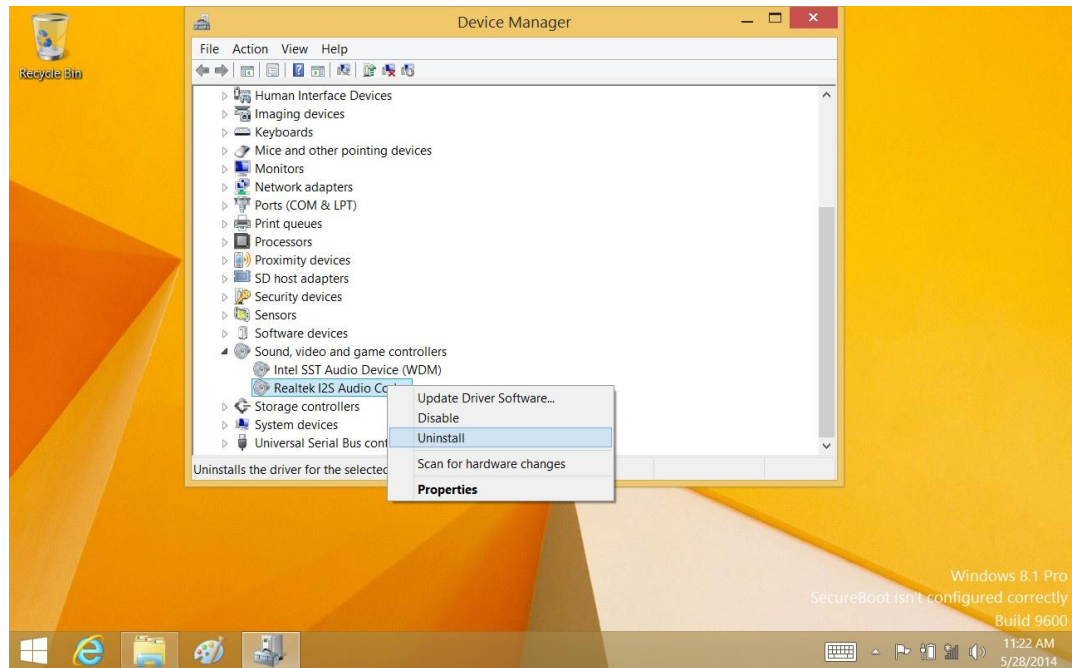 Recycle Bin
Device Manager
File Action View Help
Human Interface Devices
Imaging devices
Keyboards
Mice and other pointing devices
Monitors
Network adapters
Ports (COM & LPT)
Print queues
Processors
Proximity devices
SD host adapters
Security devices
Sensors
Software devices
Sound, video and game controllers
Intel SST Audio Device (WDM)
Realtek I2S Audio
Storage controllers
System devices
Universal Serial Bus
Update Driver Software...
Disable
Uninstall
Scan for hardware changes
Properties
Uninstalls the driver for the selected
Windows 8.1 Pro
SecureBoot isn't configured correctly
Build 9600
11:22 AM
5/28/2014